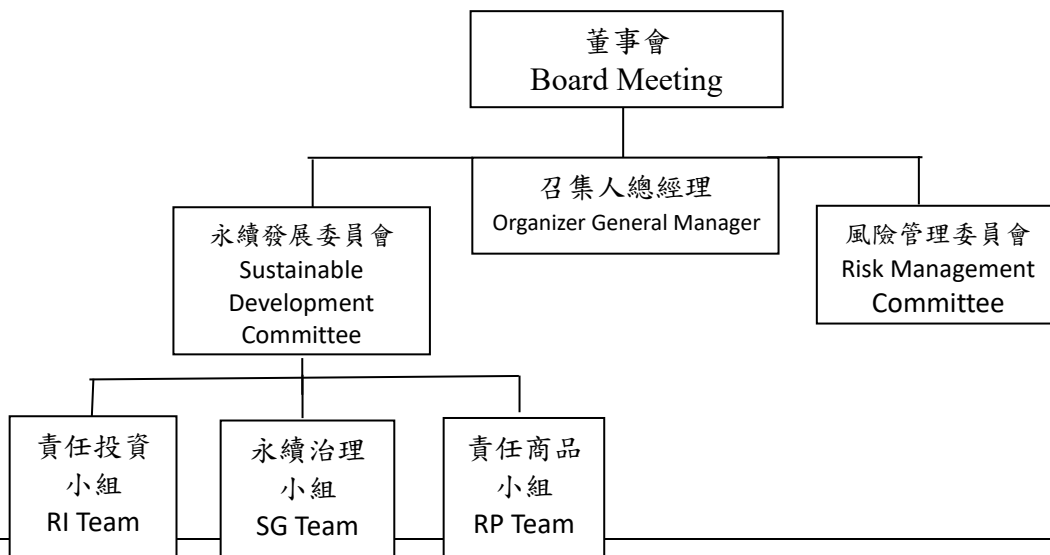 董事會
Board Meeting
召集人總經理
Organizer General Manager
永續發展委員會
Sustainable
Development
Committee
風險管理委員會
Risk Management
Committee
責任投資
小組
RI Team
永續治理
小組
SG Team
責任商品
小組
RP Team